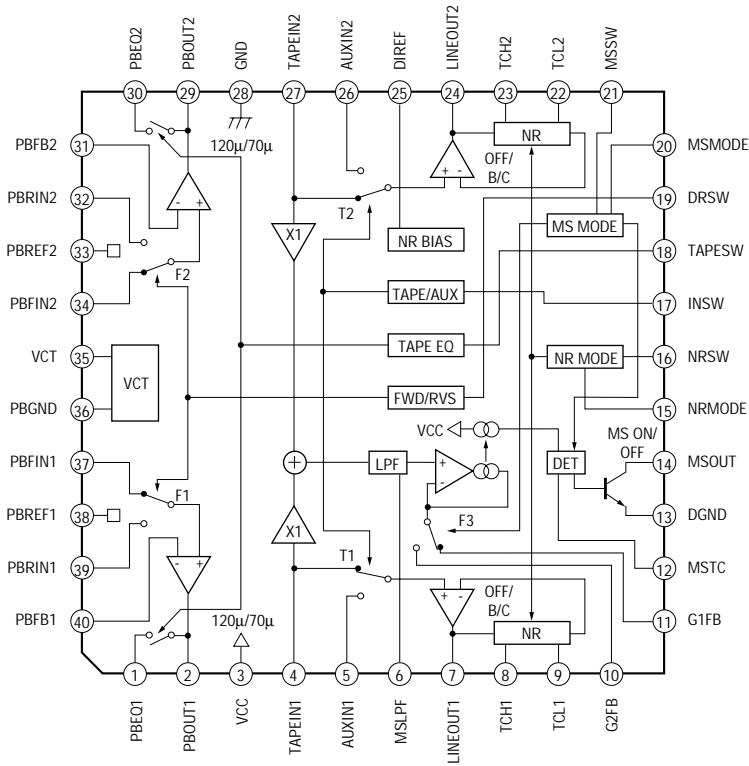 PBEQ2
PBOUT2
GND
TAPEIN2
AUXIN2
DIREF
LINEOUT2
TCH2
TCL2
MSSW
30
29
28
27
26
25
24
23
22
21
PBFB2
31
120μ/70μ
NR
OFF/
B/C
20
MSMODE
+ -
PBRIN2
32
- +
T2
19
DRSW
MS MODE
X1
NR BIAS
PBREF2
33
F2
18
TAPESW
PBFIN2
34
TAPE/AUX
17
INSW
VCT
35
VCT
TAPE EQ
NR MODE
16
NRSW
PBGND
36
FWD/RVS
15
NRMODE
VCC
MS ON/
OFF
PBFIN1
37
+
LPF
+
-
DET
14
MSOUT
F1
PBREF1
38
X1
F3
13
DGND
PBRIN1
39
- +
T1
12
MSTC
+ -
OFF/
B/C
PBFB1
40
120μ/70μ
NR
11
G1FB
1
2
3
4
5
6
7
8
9
10
PBEQ1
PBOUT1
VCC
TAPEIN1
AUXIN1
MSLPF
LINEOUT1
TCH1
TCL1
G2FB